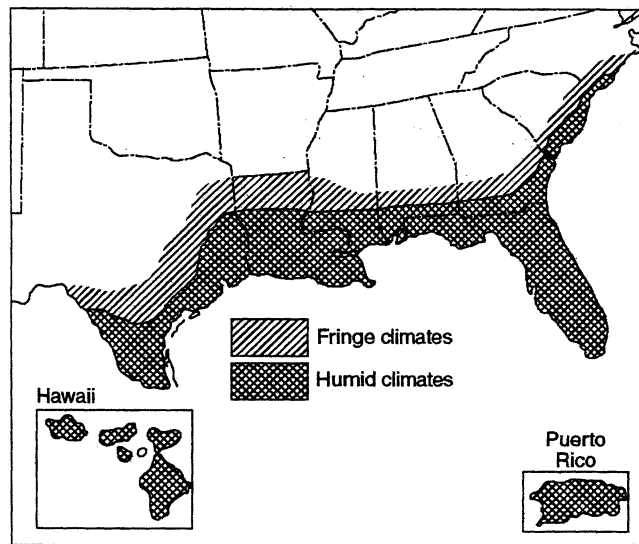 Fringe climates
Humid climates
Hawaii
Puerto
Rico